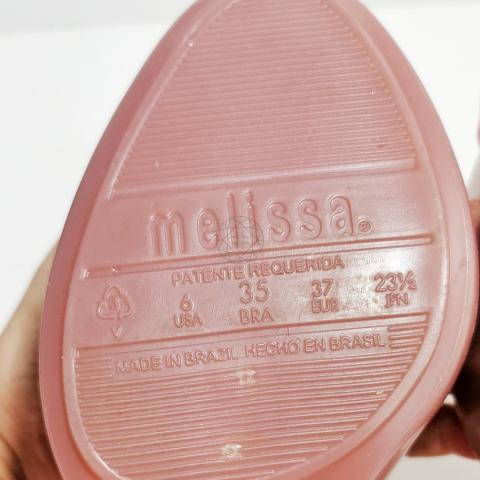 melissa®
PATENTE REQUERIDA
6 35 37 23½
USA BRA EUR JPN
MADE IN BRAZIL. HECHO EN BRASIL